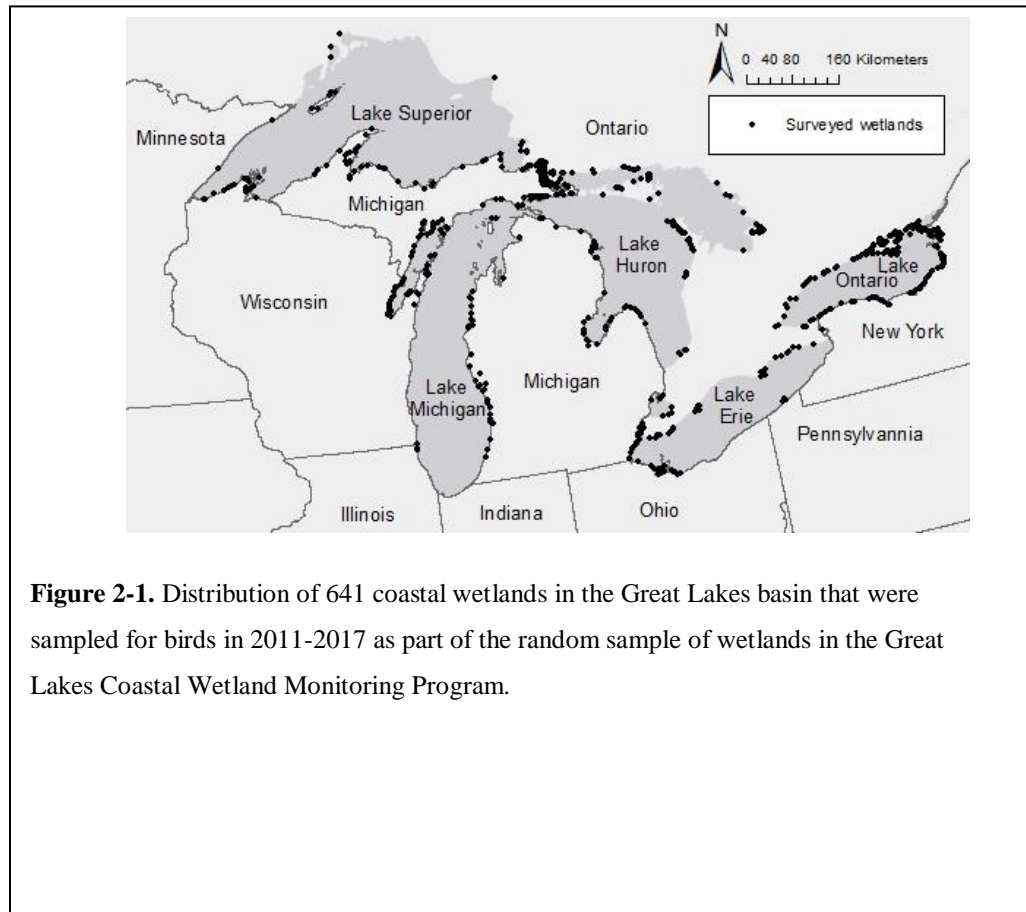 N
0 40 80 160 Kilometers
Surveyed wetlands
Lake Superior
Minnesota
Ontario
Michigan
Lake
Huron
Lake
Ontario
Wisconsin
New York
Michigan
Lake
Michigan
Lake
Erie
Pennsylvannia
Illinois
Indiana
Ohio
Figure 2-1. Distribution of 641 coastal wetlands in the Great Lakes basin that were
sampled for birds in 2011-2017 as part of the random sample of wetlands in the Great
Lakes Coastal Wetland Monitoring Program.